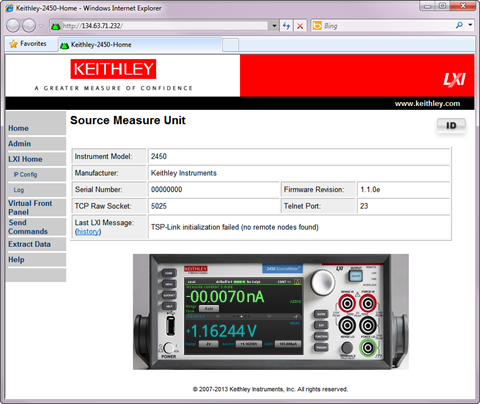 Keithley-2450-Home - Windows Internet Explorer
http://134.63.71.232/
Bing
Favorites
Keithley-2450-Home
KEITHLEY
A GREATER MEASURE OF CONFIDENCE
LXI
www.keithley.com
Home
Admin
LXI Home
IP Config
Log
Virtual Front
Panel
Send
Commands
Extract Data
Help
Source Measure Unit
ID
Instrument Model: 2450
Manufacturer: Keithley Instruments
Serial Number: 00000000 Firmware Revision: 1.1.0e
TCP Raw Socket: 5025 Telnet Port: 23
Last LXI Message: TSP-Link initialization failed (no remote nodes found)
(history)
KEITHLEY
LXI
-00.0070nA
+1.16244 V
© 2007-2013 Keithley Instruments, Inc. All rights reserved.